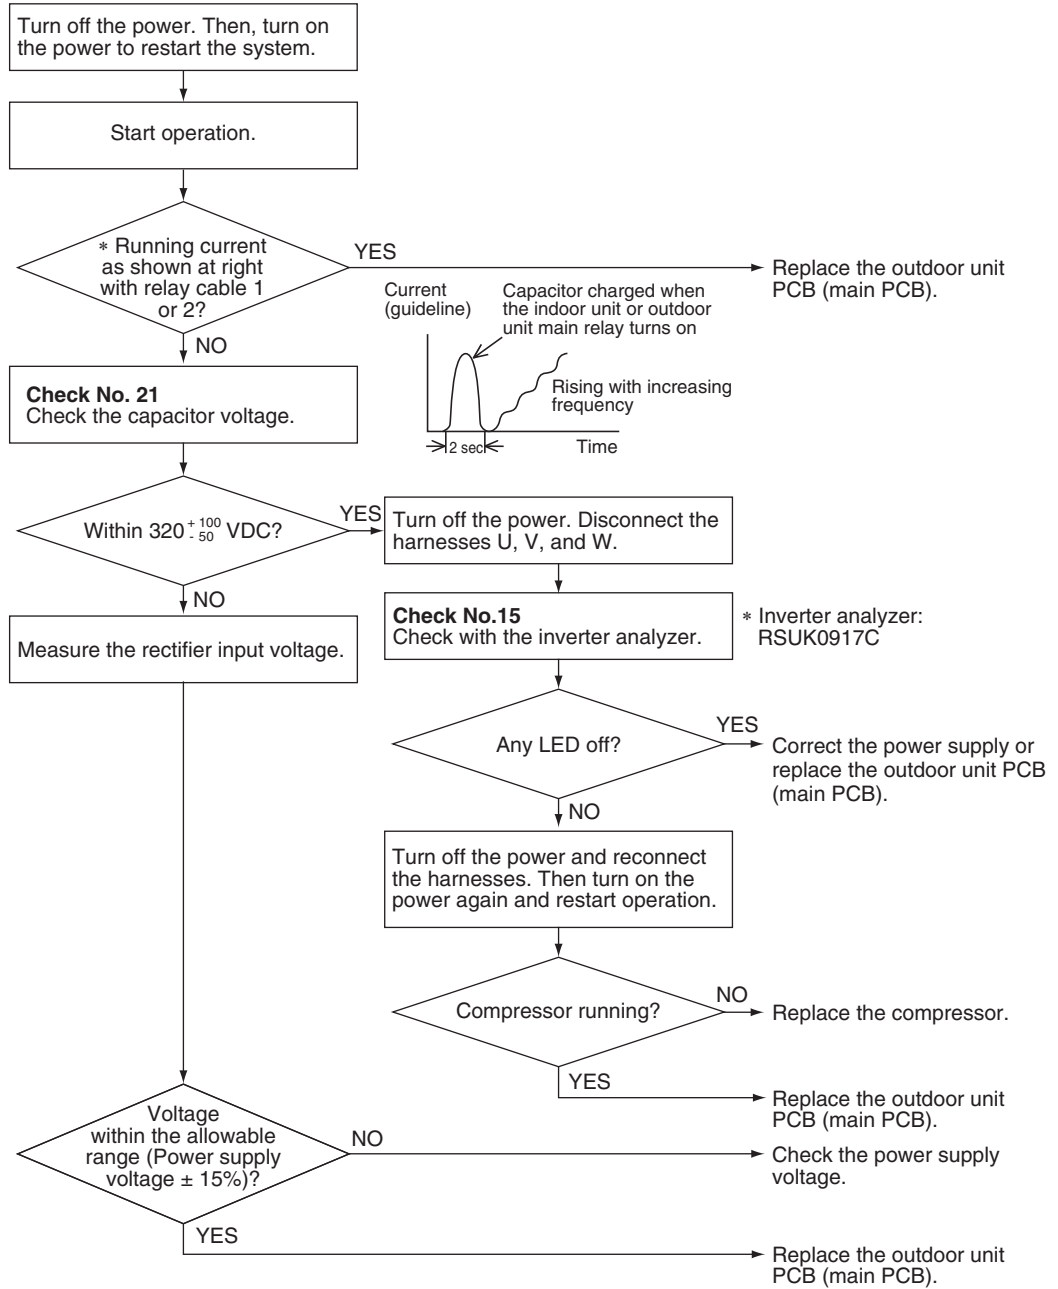 Turn off the power. Then, turn on
the power to restart the system.
Start operation.
* Running current
as shown at right
with relay cable 1
or 2?
YES
Replace the outdoor unit
PCB (main PCB).
NO
Current
(guideline)
Capacitor charged when
the indoor unit or outdoor
unit main relay turns on
Rising with increasing
frequency
2 sec
Time
Check No. 21
Check the capacitor voltage.
Within 320 + 100 - 50 VDC?
YES
Turn off the power. Disconnect the
harnesses U, V, and W.
NO
Check No.15
Check with the inverter analyzer.
* Inverter analyzer:
RSUK0917C
Measure the rectifier input voltage.
Any LED off?
YES
Correct the power supply or
replace the outdoor unit PCB
(main PCB).
NO
Turn off the power and reconnect
the harnesses. Then turn on the
power again and restart operation.
Compressor running?
NO
Replace the compressor.
YES
Replace the outdoor unit
PCB (main PCB).
Voltage
within the allowable
range (Power supply
voltage ± 15%)?
NO
Check the power supply
voltage.
YES
Replace the outdoor unit
PCB (main PCB).